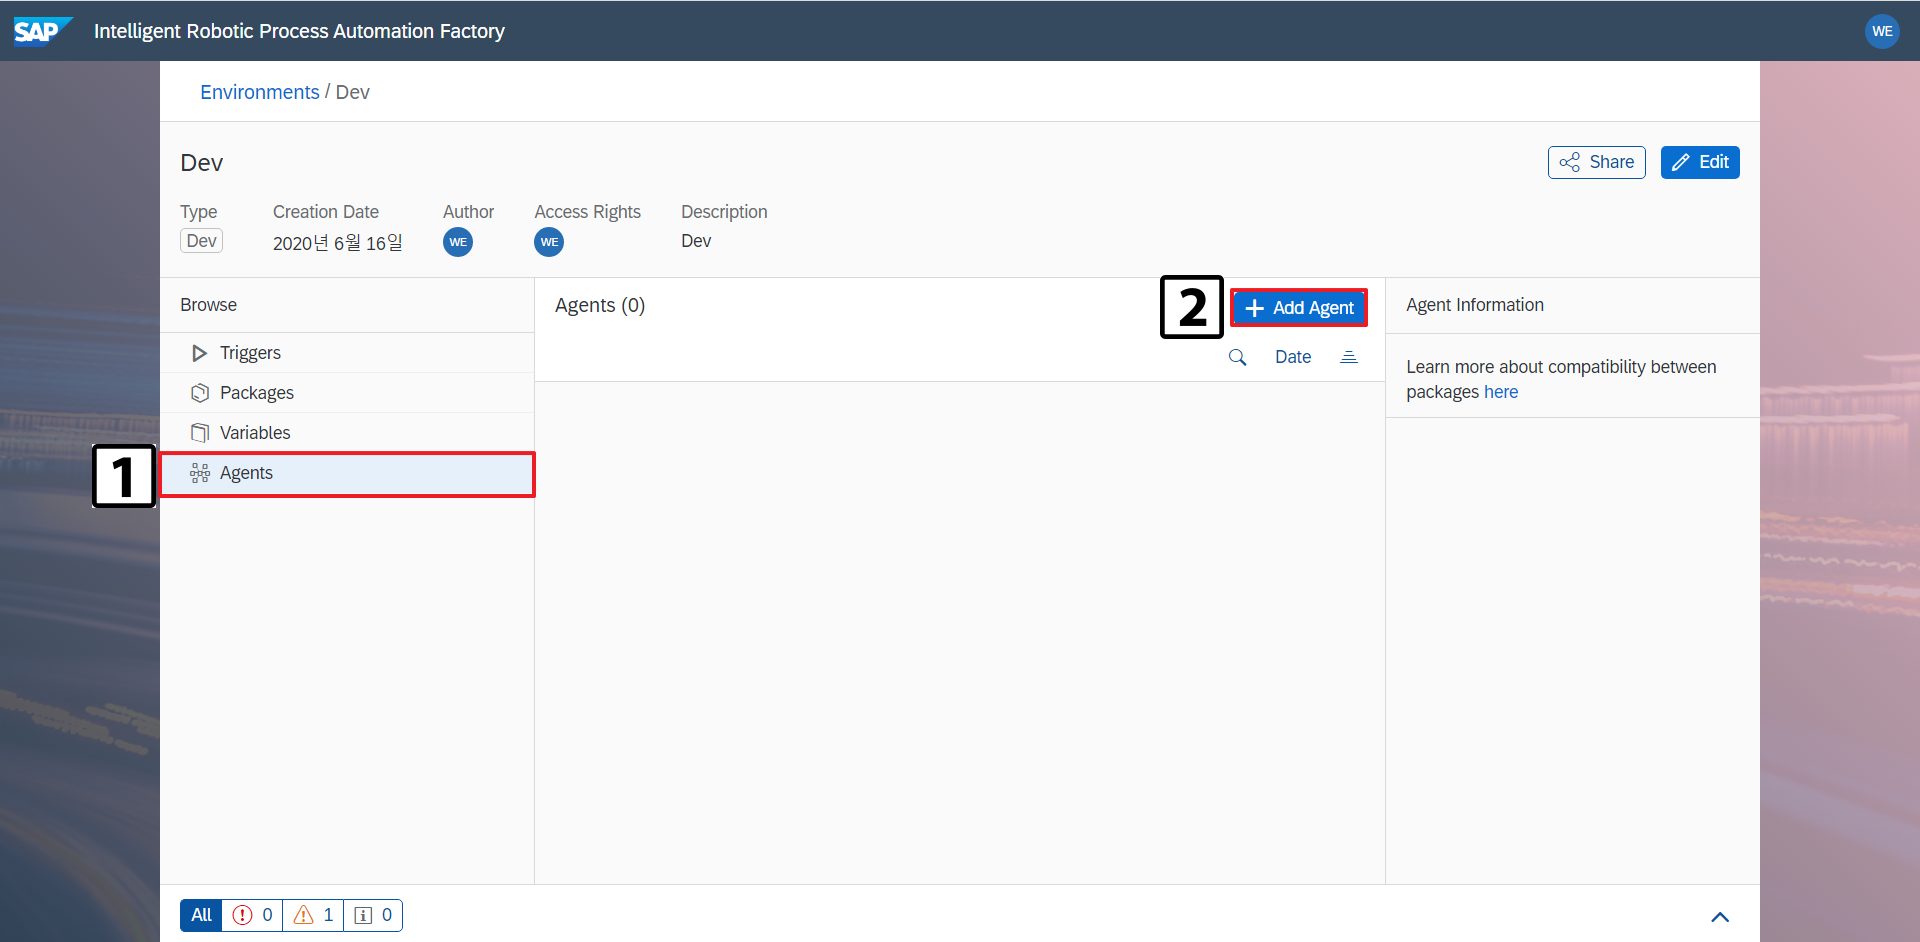 SAP Intelligent Robotic Process Automation Factory WE
Environments / Dev
Dev
Share Edit
Type Creation Date Author Access Rights Description
Dev 2020년 6월 16일 WE WE Dev
Browse
Triggers
Packages
Variables
1 Agents
Agents (0)
2 + Add Agent
Date
Agent Information
Learn more about compatibility between
packages here
All 0 1 0